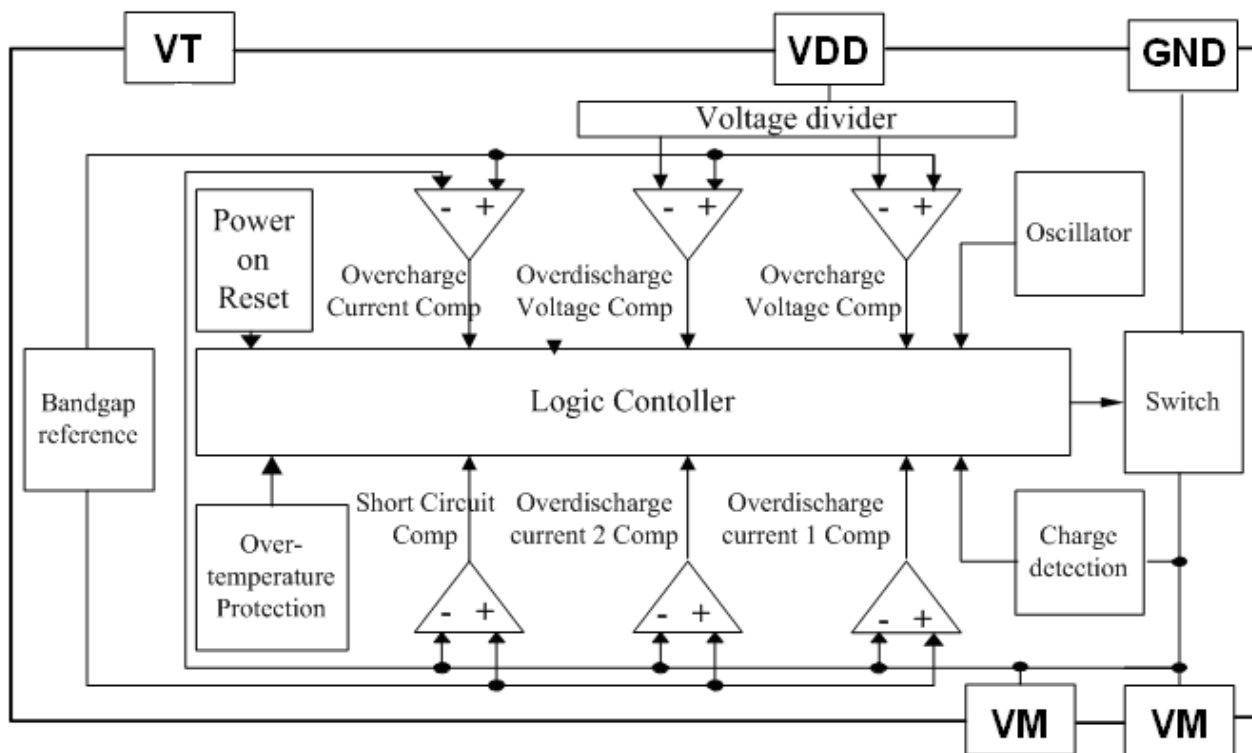 VT
VDD
GND
Voltage divider
- +
- +
- +
Power
on
Reset
Overcharge
Current Comp
Overdischarge
Voltage Comp
Overcharge
Voltage Comp
Oscillator
Bandgap
reference
Logic Contoller
Switch
Over-
temperature
Protection
Short Circuit
Comp
Overdischarge
current 2 Comp
Overdischarge
current 1 Comp
Charge
detection
- +
- +
- +
VM
VM